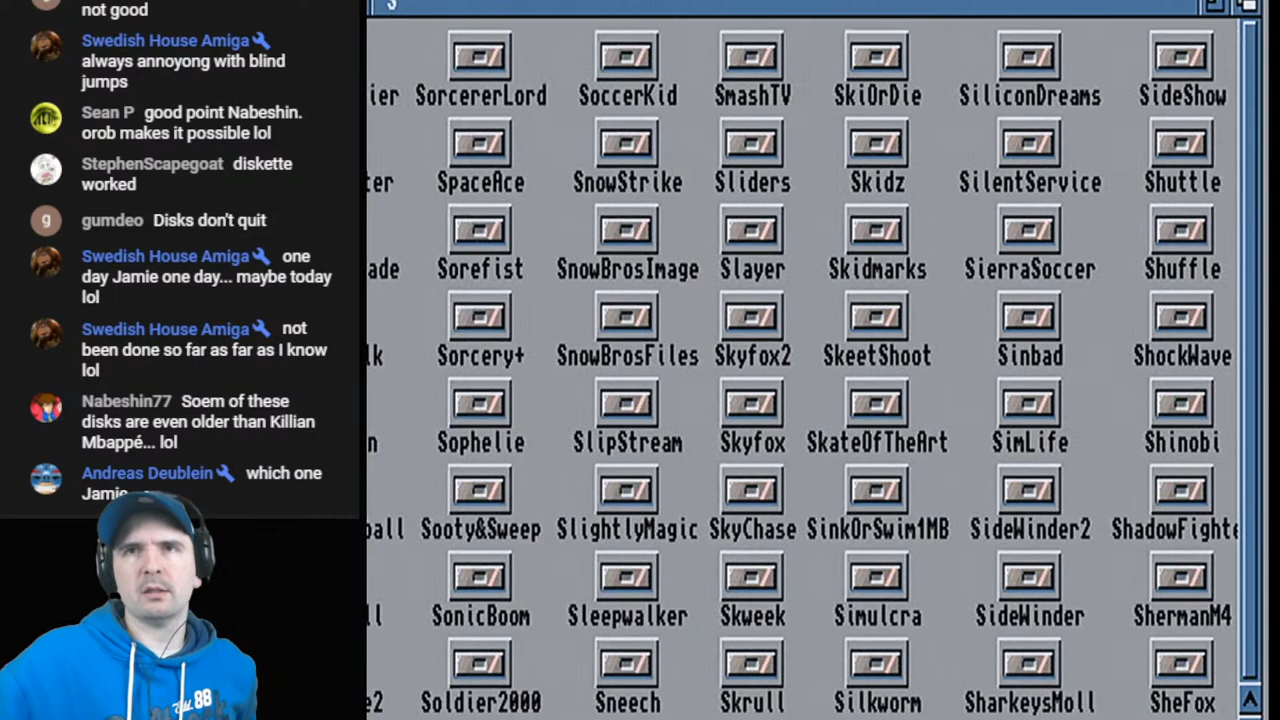 not good
Swedish House Amiga
always annoyong with blind
jumps
Sean P good point Nabeshin.
orob makes it possible lol
StephenScapegoat diskette
worked
g gumdeo Disks don't quit
Swedish House Amiga one
day Jamie one day... maybe today
lol
Swedish House Amiga not
been done so far as far as I know
lol
Nabeshin77 Soem of these
disks are even older than Killian
Mbappé... lol
Andreas Deublein which one
Jamie
88
S
ier SorcererLord SoccerKid SmashTV SkiOrDie SiliconDreams SideShow
ter SpaceAce SnowStrike Sliders Skidz SilentService Shuttle
ade Sorefist SnowBrosImage Slayer Skidmarks SierraSoccer Shuffle
lk Sorcery+ SnowBrosFiles Skyfox2 SkeetShoot Sinbad ShockWave
n Sophelie SlipStream Skyfox SkateOfTheArt SimLife Shinobi
ball Sooty&Sweep SlightlyMagic SkyChase SinkOrSwim1MB SideWinder2 ShadowFighte
ll SonicBoom Sleepwalker Skweek Simulcra SideWinder ShermanM4
e2 Soldier2000 Sneech Skrull Silkworm SharkeysMoll SheFox